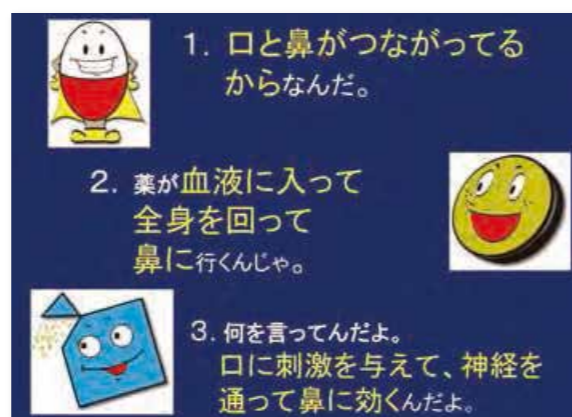 1. 口と鼻がつながってる
からなんだ。
2. 薬が血液に入って
全身を回って
鼻に行くんじゃ。
3. 何を言ってんだよ。
口に刺激を与えて、神経を
通って鼻に効くんだよ。